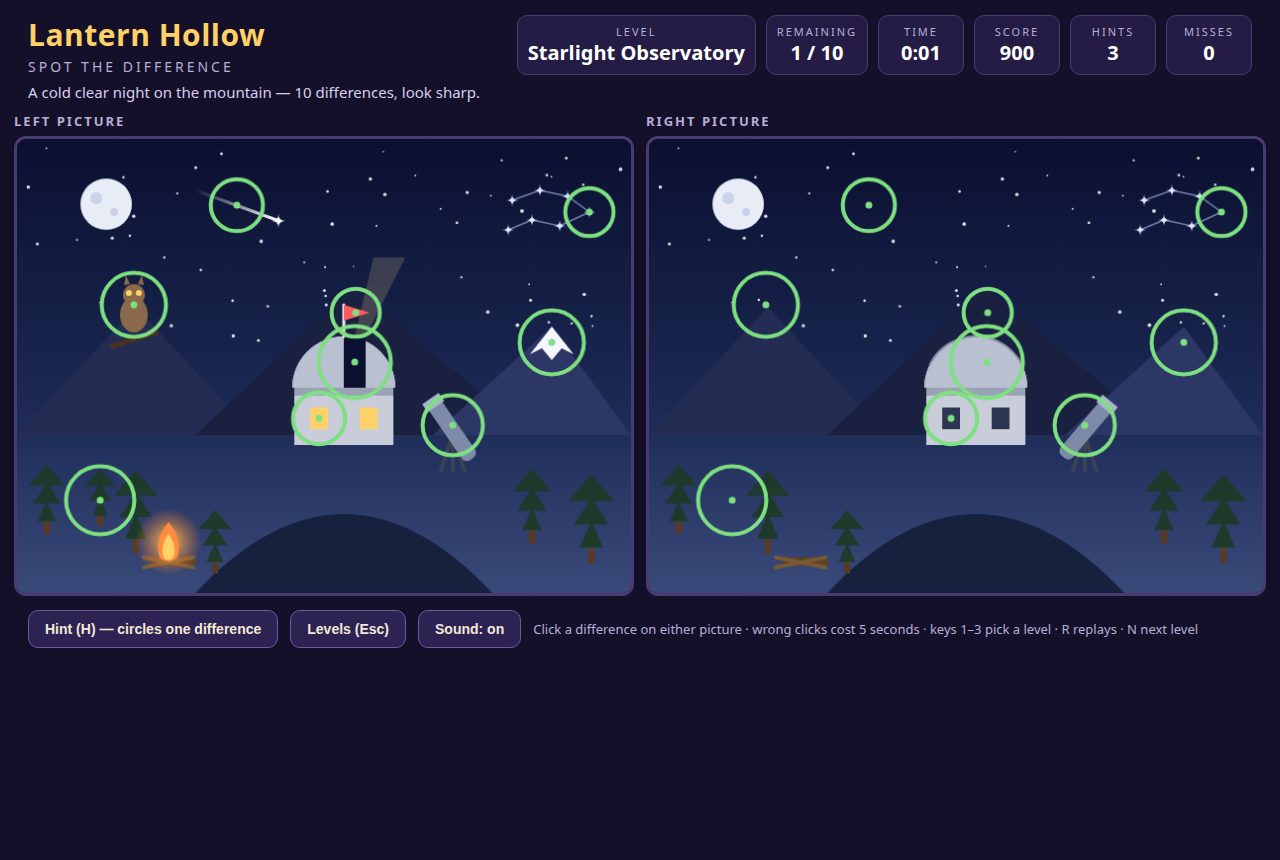 Lantern Hollow
SPOT THE DIFFERENCE
A cold clear night on the mountain — 10 differences, look sharp.
LEVEL
Starlight Observatory
REMAINING
1 / 10
TIME
0:01
SCORE
900
HINTS
3
MISSES
0
LEFT PICTURE
RIGHT PICTURE
Hint (H) — circles one difference
Levels (Esc)
Sound: on
Click a difference on either picture · wrong clicks cost 5 seconds · keys 1–3 pick a level · R replays · N next level